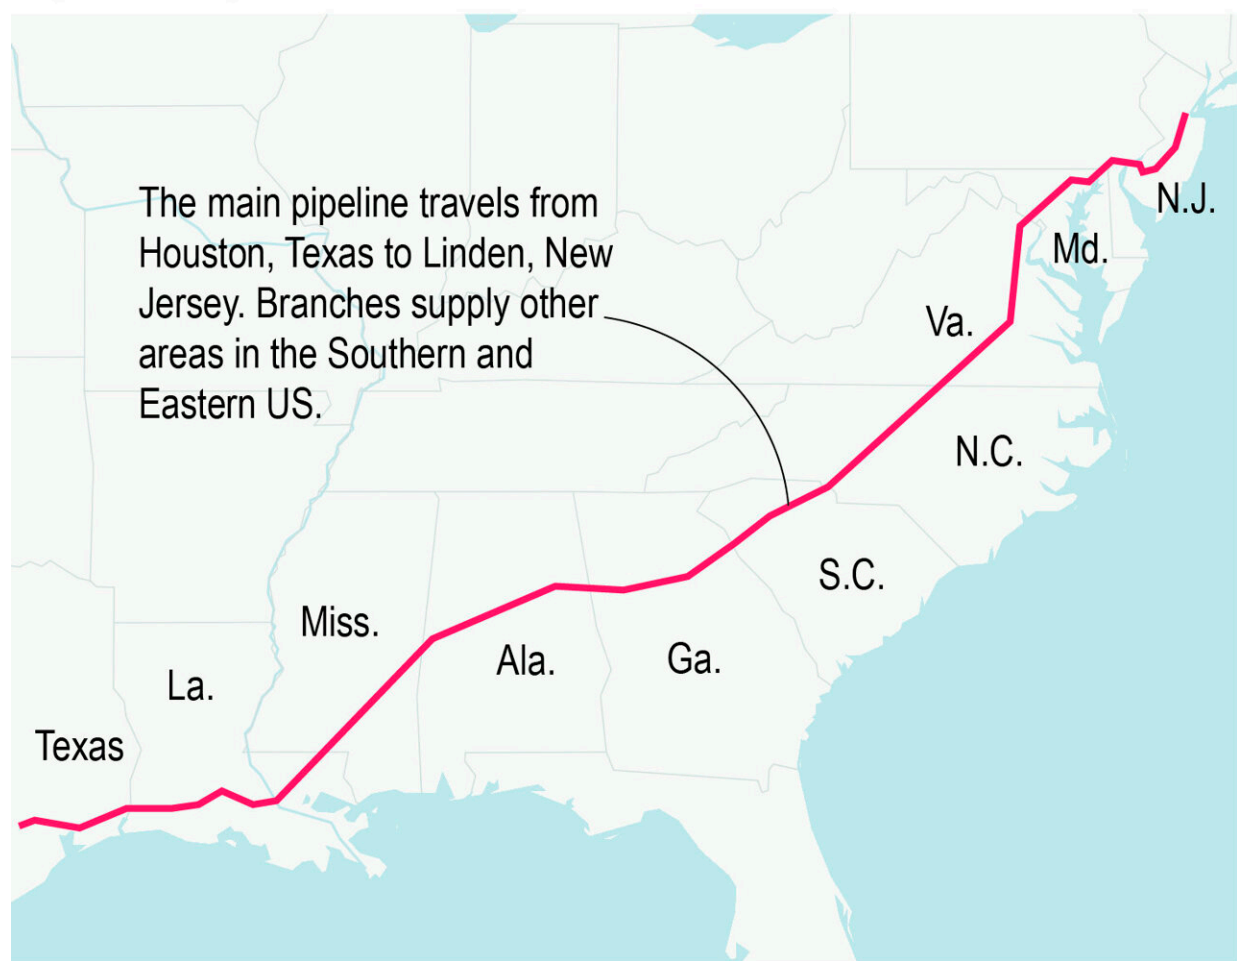 The main pipeline travels from
Houston, Texas to Linden, New
Jersey. Branches supply other
areas in the Southern and
Eastern US.
N.J.
Md.
Va.
N.C.
S.C.
Miss.
Ala.
Ga.
La.
Texas